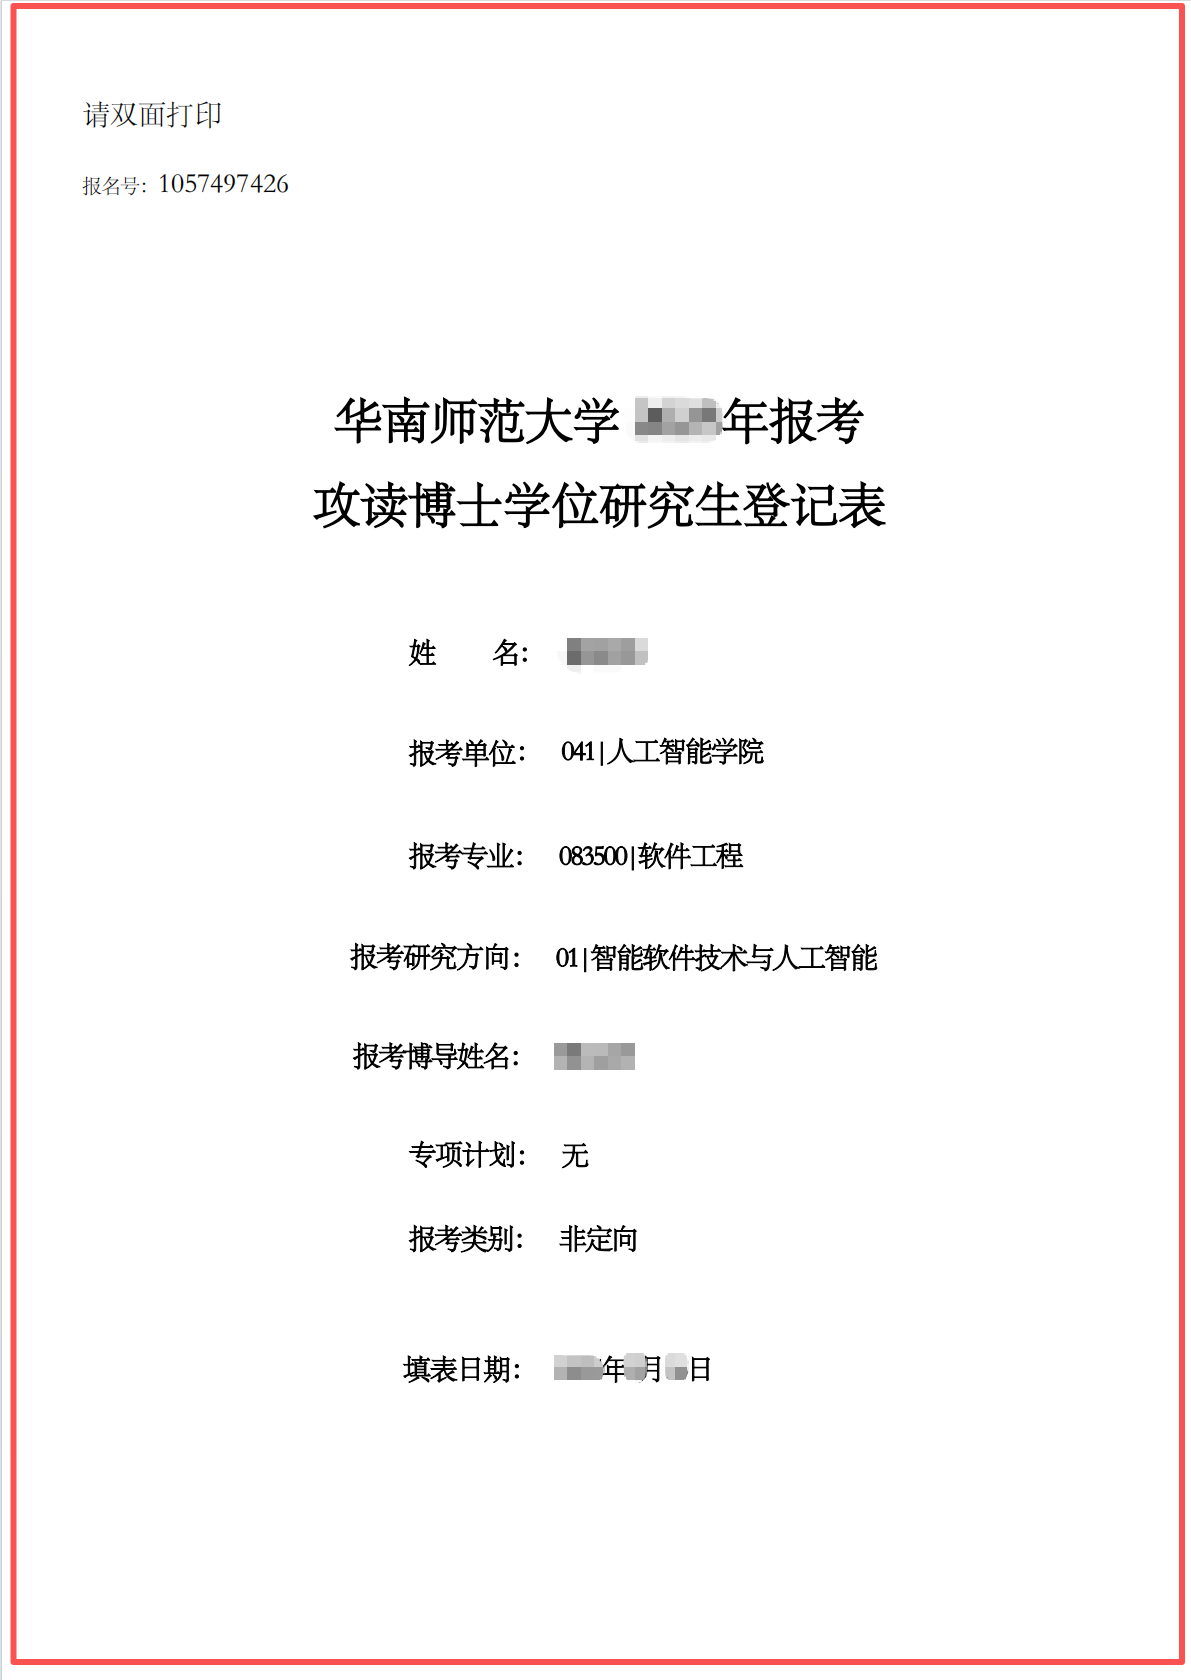 请双面打印
报名号：1057497426
华南师范大学 年报考
攻读博士学位研究生登记表
姓 名：
报考单位： 041|人工智能学院
报考专业： 083500|软件工程
报考研究方向： 01|智能软件技术与人工智能
报考博导姓名：
专项计划： 无
报考类别： 非定向
填表日期： 年 月 日